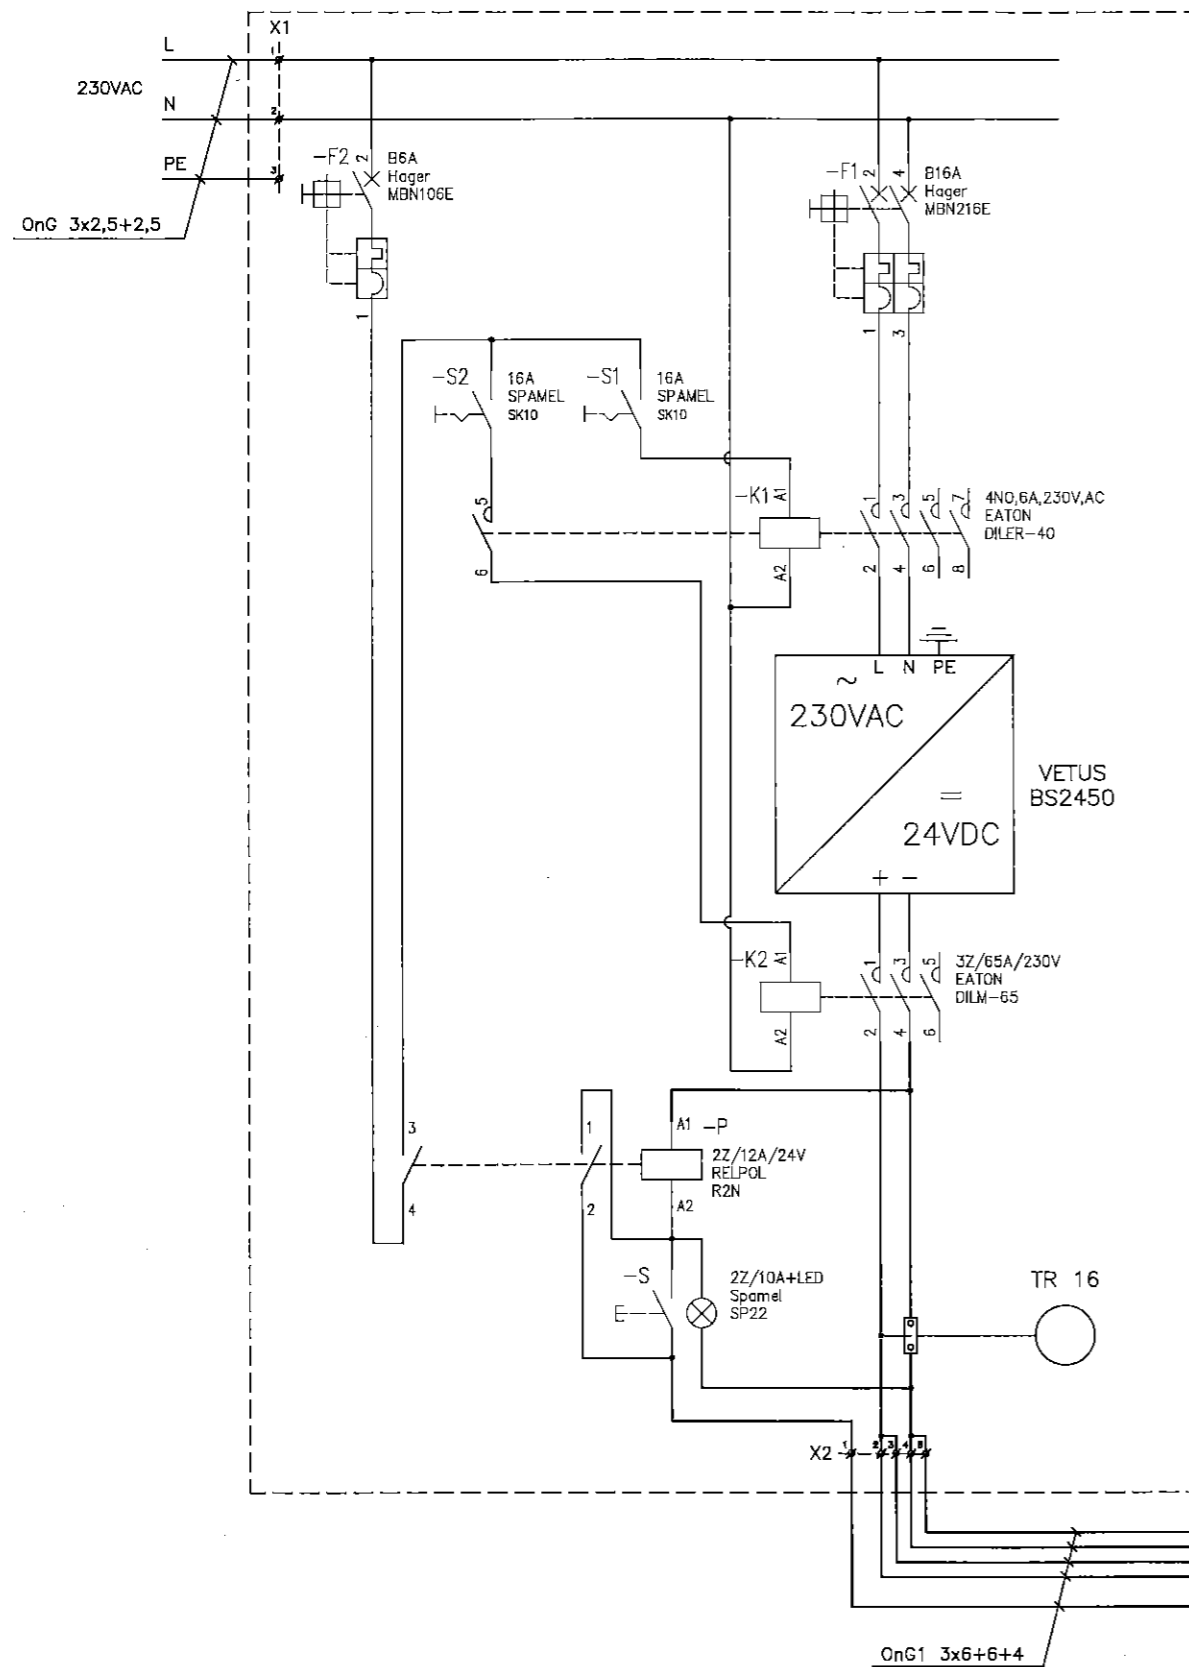 X1
L
1
230VAC
N
2
PE
3
OnG 3x2,5+2,5
-F2
2
B6A
Hager
MBN106E
1
-F1
2
4
B16A
Hager
MBN216E
1
3
-S2
16A
SPAMEL
SK10
-S1
16A
SPAMEL
SK10
5
6
-K1
A1
A2
1
3
5
7
2
4
6
8
4NO,6A,230V,AC
EATON
DILER-40
L N PE
~
230VAC
=
24VDC
+ -
VETUS
BS2450
-K2
A1
A2
1
3
5
2
4
6
3Z/65A/230V
EATON
DILM-65
3
4
1
2
A1
-P
2Z/12A/24V
RELPOL
R2N
A2
-S
E
2Z/10A+LED
Spamel
SP22
TR 16
X2
1
2
3
4
5
OnG1 3x6+6+4